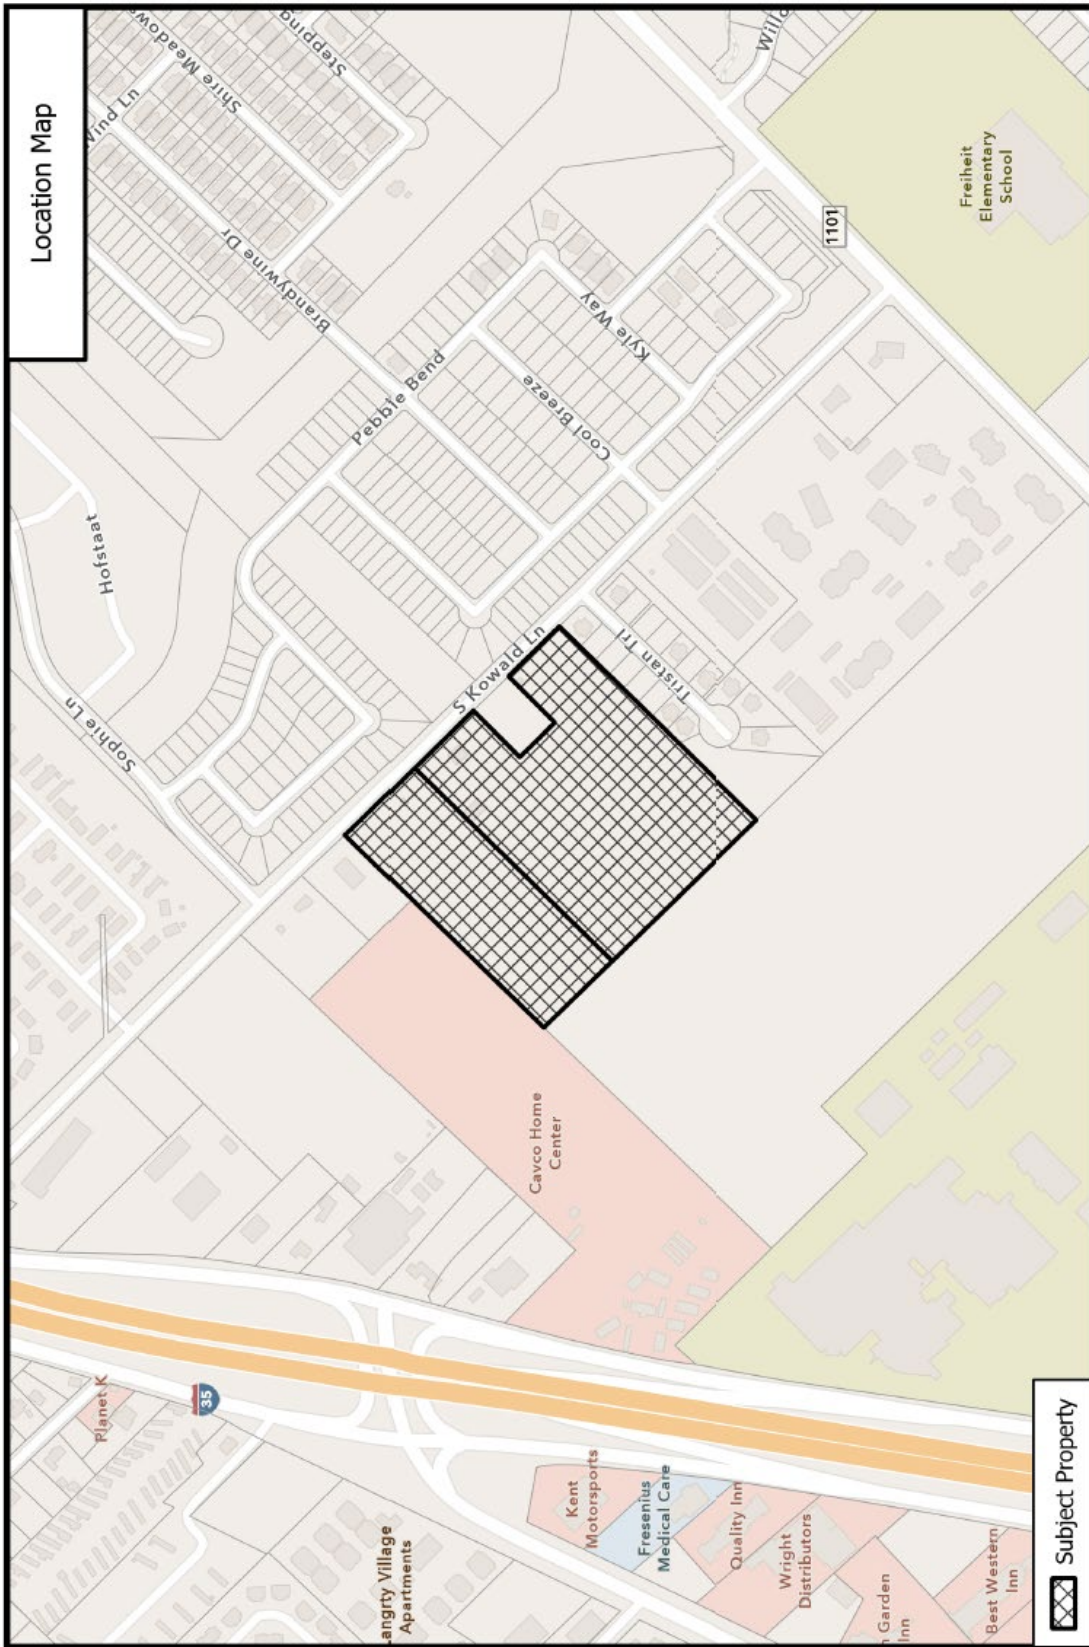 Location Map
Planet K
35
Langtry Village
Apartments
Kent
Motorsports
Fresenius
Medical Care
Quality Inn
Wright
Distributors
Garden
Inn
Best Western
Inn
Cavco Home
Center
Sophie Ln
Hofstaat
S Kowald Ln
Tristan Trl
Pebble Bend
Brandywine Dr
Cool Breeze
Kyle Way
Wind Ln
Shire Meadows
Stepping
1101
Freiheit
Elementary
School
Subject Property